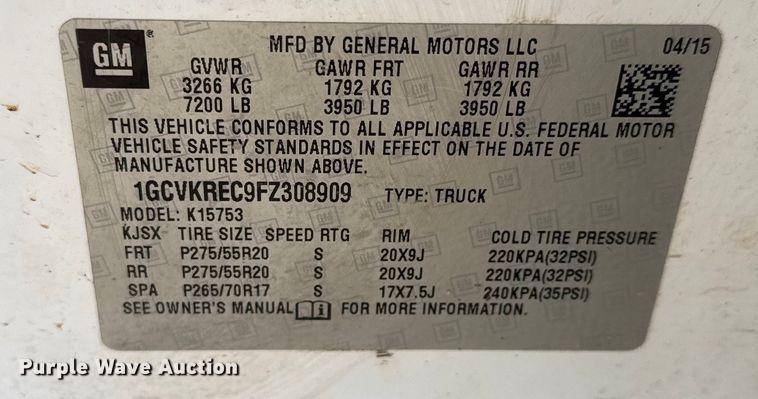 GM
MFD BY GENERAL MOTORS LLC 04/15
GVWR GAWR FRT GAWR RR
3266 KG 1792 KG 1792 KG
7200 LB 3950 LB 3950 LB
THIS VEHICLE CONFORMS TO ALL APPLICABLE U.S. FEDERAL MOTOR
VEHICLE SAFETY STANDARDS IN EFFECT ON THE DATE OF
MANUFACTURE SHOWN ABOVE.
1GCVKREC9FZ308909 TYPE: TRUCK
MODEL: K15753
KJSX TIRE SIZE SPEED RTG RIM COLD TIRE PRESSURE
FRT P275/55R20 S 20X9J 220KPA(32PSI)
RR P275/55R20 S 20X9J 220KPA(32PSI)
SPA P265/70R17 S 17X7.5J 240KPA(35PSI)
SEE OWNER'S MANUAL FOR MORE INFORMATION.
Purple Wave Auction